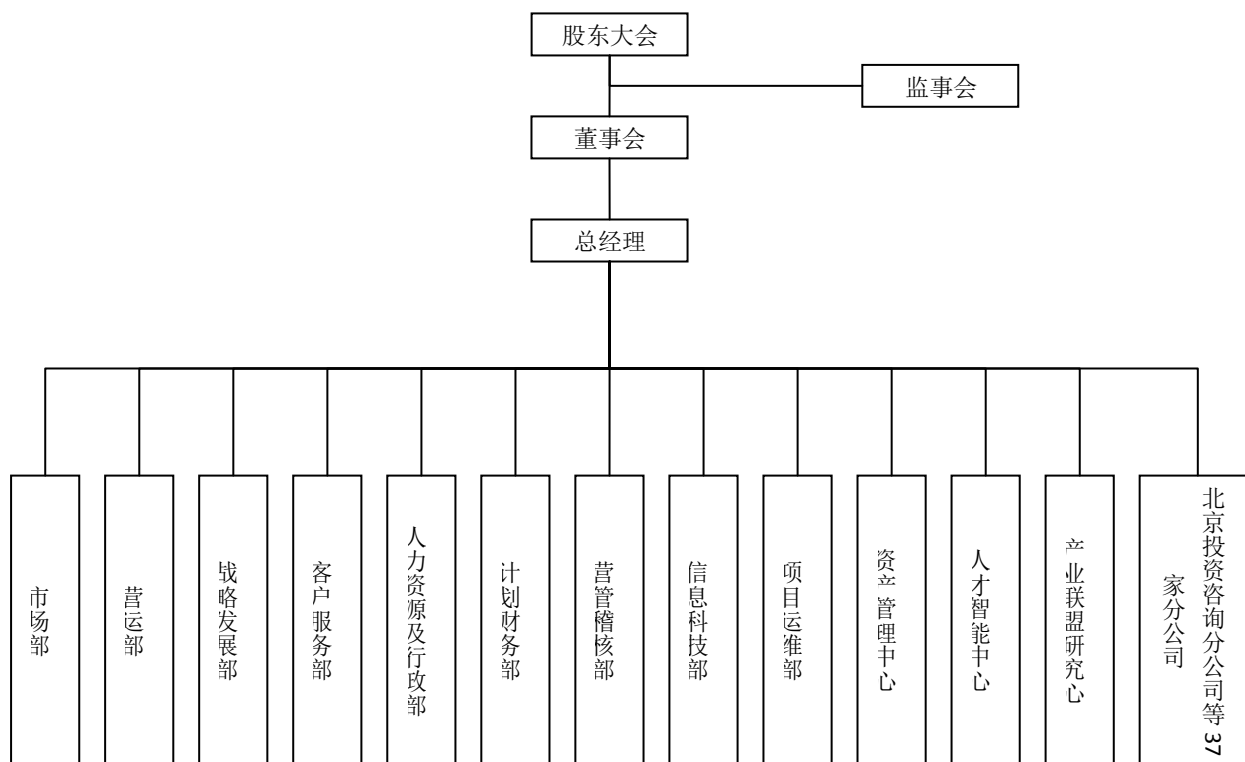 股东大会
监事会
董事会
总经理
市场部
营运部
战略发展部
客户服务部
人力资源及行政部
计划财务部
营管稽核部
信息科技部
项目运维部
资产管理中心
人才智能中心
产业联盟研究心
北京投资咨询分公司等37
家分公司